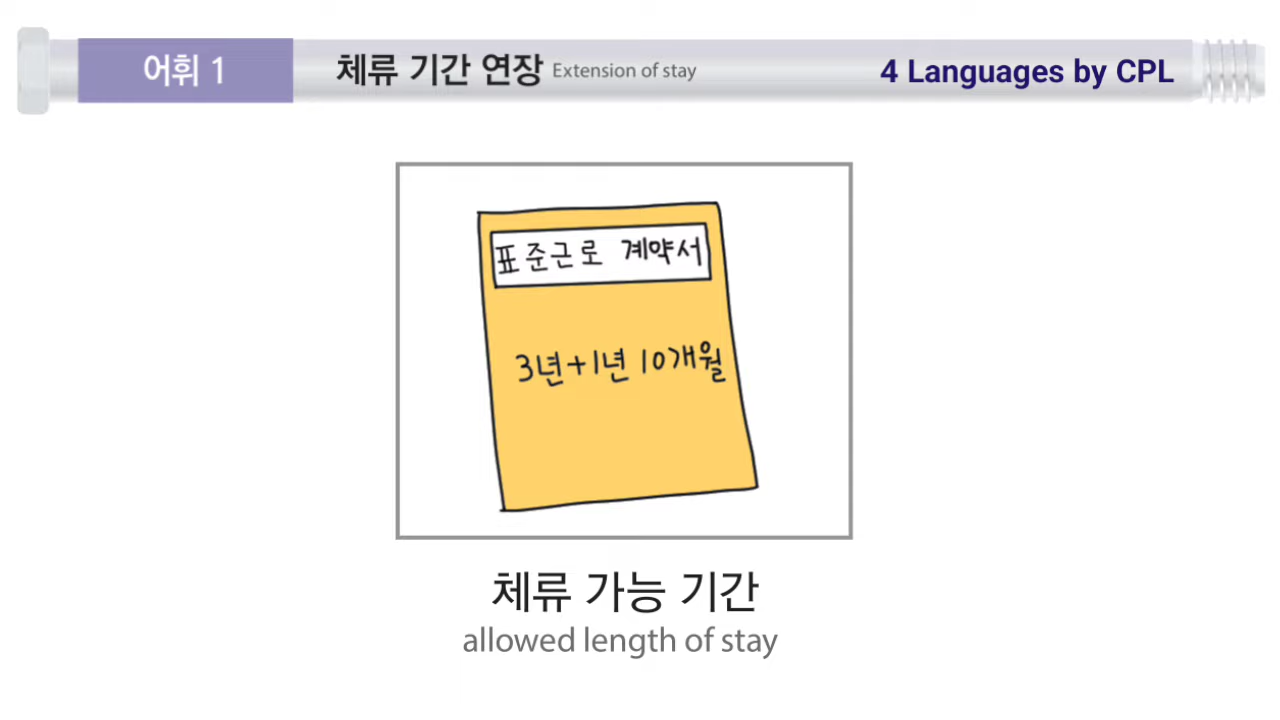 어휘 1 체류 기간 연장 Extension of stay 4 Languages by CPL
표준근로 계약서
3년+1년 10개월
체류 가능 기간
allowed length of stay